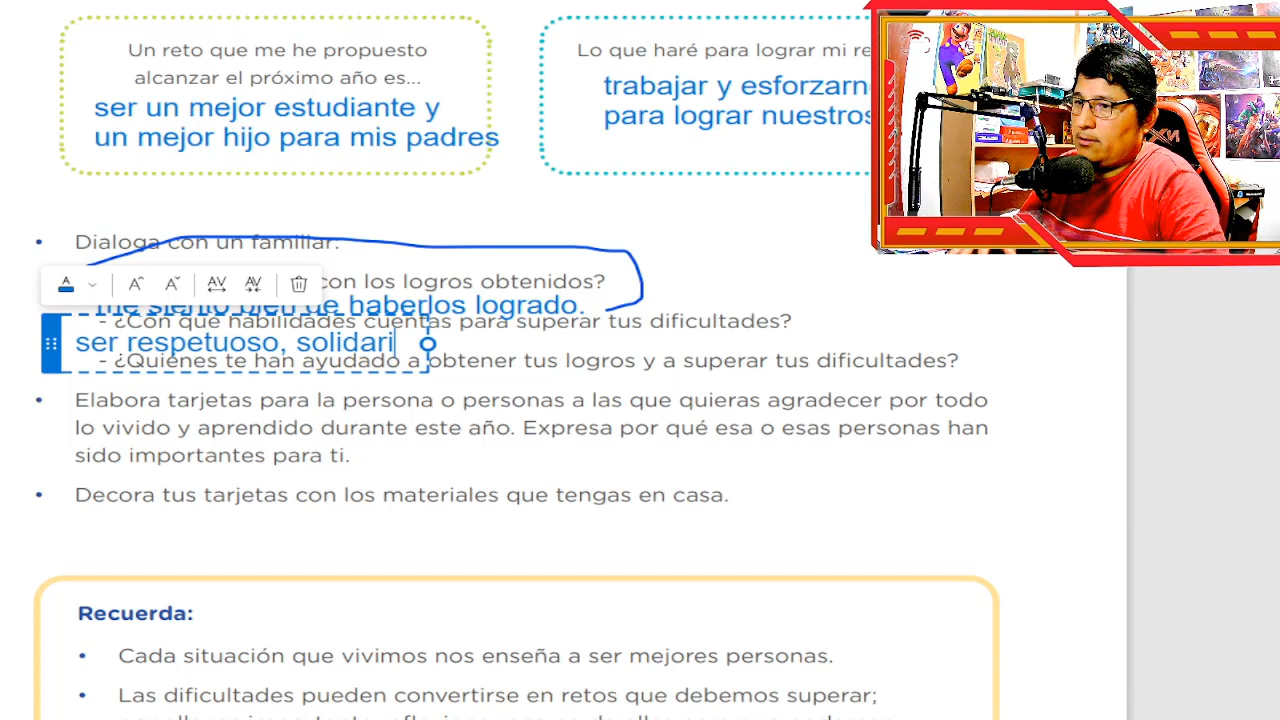 Un reto que me he propuesto
alcanzar el próximo año es...
ser un mejor estudiante y
un mejor hijo para mis padres
Lo que haré para lograr mi
trabajar y
para lograr
Dialoga con un familiar.
con los logros obtenidos?
me siento bien de haberlos logrado.
- ¿Con qué habilidades cuentas para superar tus dificultades?
ser respetuoso, solidari
- ¿Quiénes te han ayudado a obtener tus logros y a superar tus dificultades?
• Elabora tarjetas para la persona o personas a las que quieras agradecer por todo
lo vivido y aprendido durante este año. Expresa por qué esa o esas personas han
sido importantes para ti.
• Decora tus tarjetas con los materiales que tengas en casa.
Recuerda:
• Cada situación que vivimos nos enseña a ser mejores personas.
• Las dificultades pueden convertirse en retos que debemos superar;